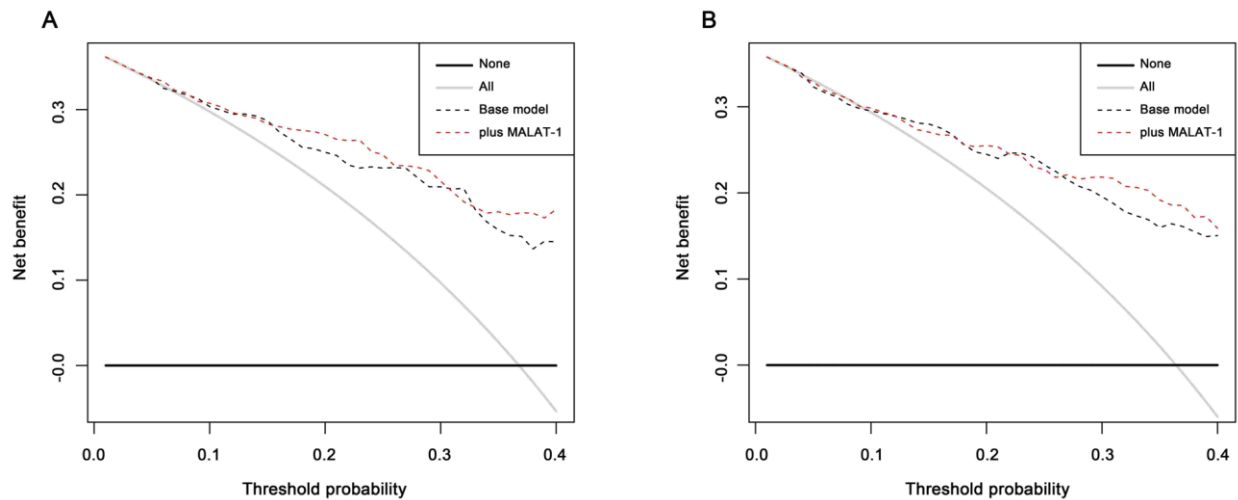 A
None
All
Base model
plus MALAT-1
Net benefit
0.3
0.2
0.1
-0.0
0.0 0.1 0.2 0.3 0.4
Threshold probability
B
None
All
Base model
plus MALAT-1
Net benefit
0.3
0.2
0.1
-0.0
0.0 0.1 0.2 0.3 0.4
Threshold probability